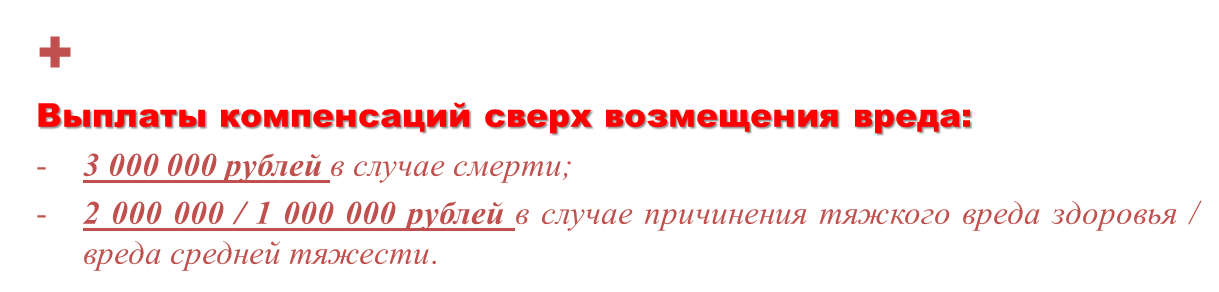 +
Выплаты компенсаций сверх возмещения вреда:
- 3 000 000 рублей в случае смерти;
- 2 000 000 / 1 000 000 рублей в случае причинения тяжкого вреда здоровья /
вреда средней тяжести.